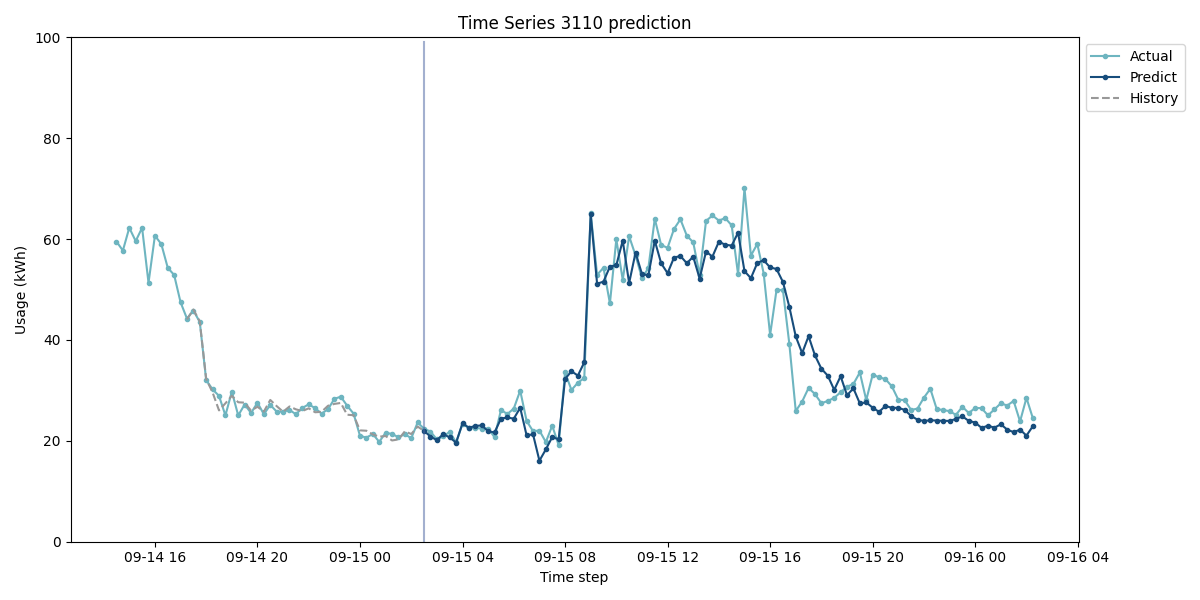 Time Series 3110 prediction
Usage (kWh)
100
80
60
40
20
0
09-14 16
09-14 20
09-15 00
09-15 04
09-15 08
09-15 12
09-15 16
09-15 20
09-16 00
09-16 04
Time step
Actual
Predict
History